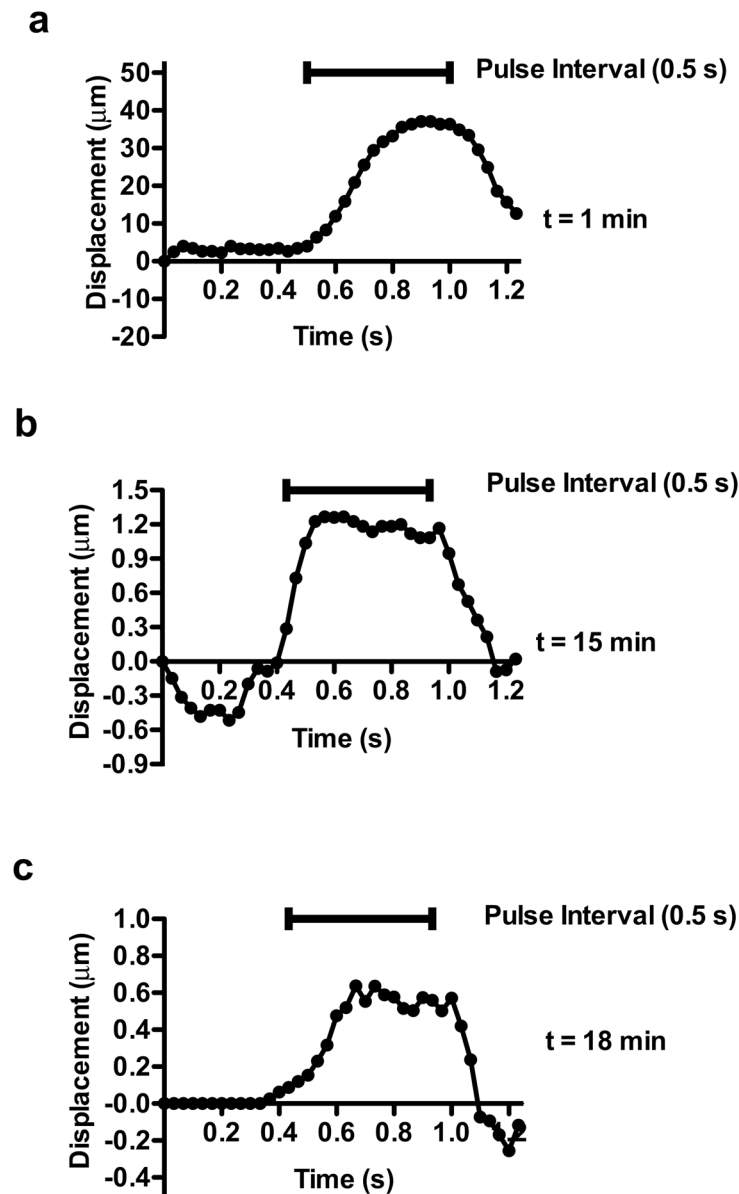 a
Pulse Interval (0.5 s)
50
40
30
20
10
0
-10
-20
Displacement (μm)
0.2 0.4 0.6 0.8 1.0 1.2
Time (s)
t = 1 min
b
Pulse Interval (0.5 s)
1.5
1.2
0.9
0.6
0.3
0.0
-0.3
-0.6
-0.9
Displacement (μm)
0.2 0.4 0.6 0.8 1.0 1.2
Time (s)
t = 15 min
c
Pulse Interval (0.5 s)
1.0
0.8
0.6
0.4
0.2
-0.0
-0.2
-0.4
Displacement (μm)
0.2 0.4 0.6 0.8 1.0 1.2
Time (s)
t = 18 min